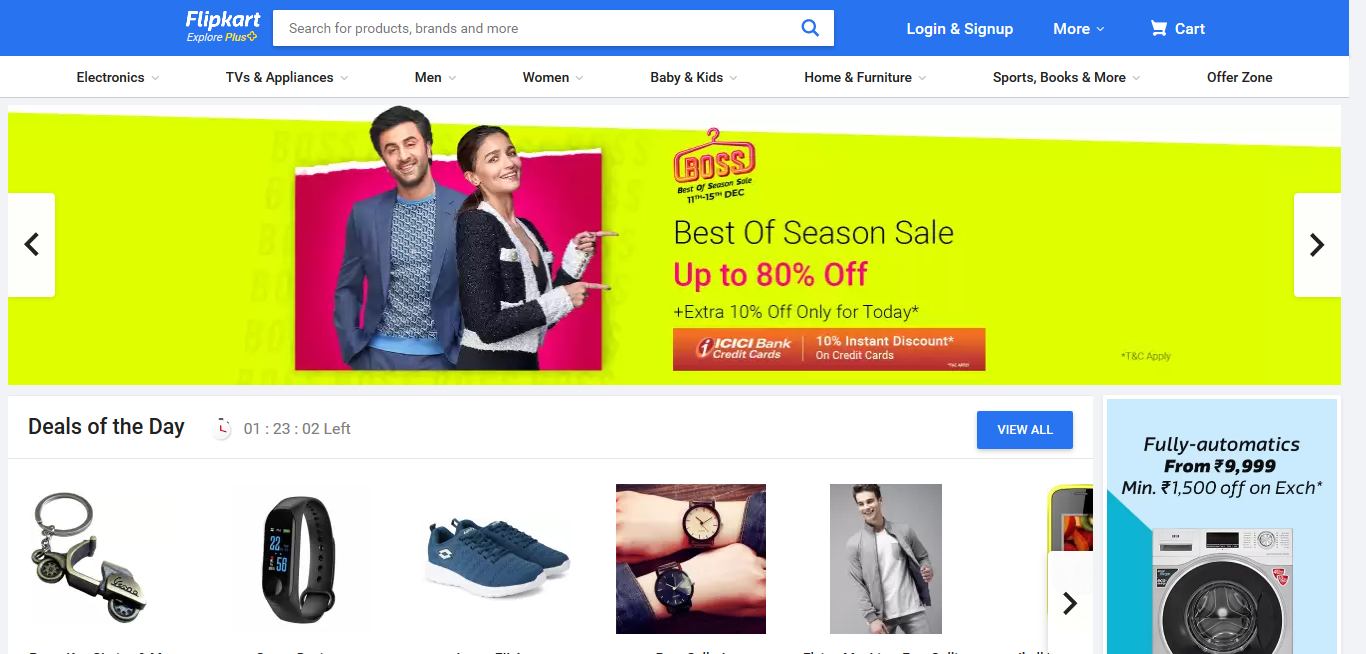 Flipkart
Explore Plus
Search for products, brands and more
Login & Signup
More
Cart
Electronics
TVs & Appliances
Men
Women
Baby & Kids
Home & Furniture
Sports, Books & More
Offer Zone
BOSS
Best Of Season Sale
11TH-15TH DEC
Best Of Season Sale
Up to 80% Off
+Extra 10% Off Only for Today*
ICICI Bank
Credit Cards
10% Instant Discount*
On Credit Cards
*T&C APPLY
*T&C Apply
Deals of the Day
01 : 23 : 02 Left
VIEW ALL
Fully-automatics
From ₹9,999
Min. ₹1,500 off on Exch*